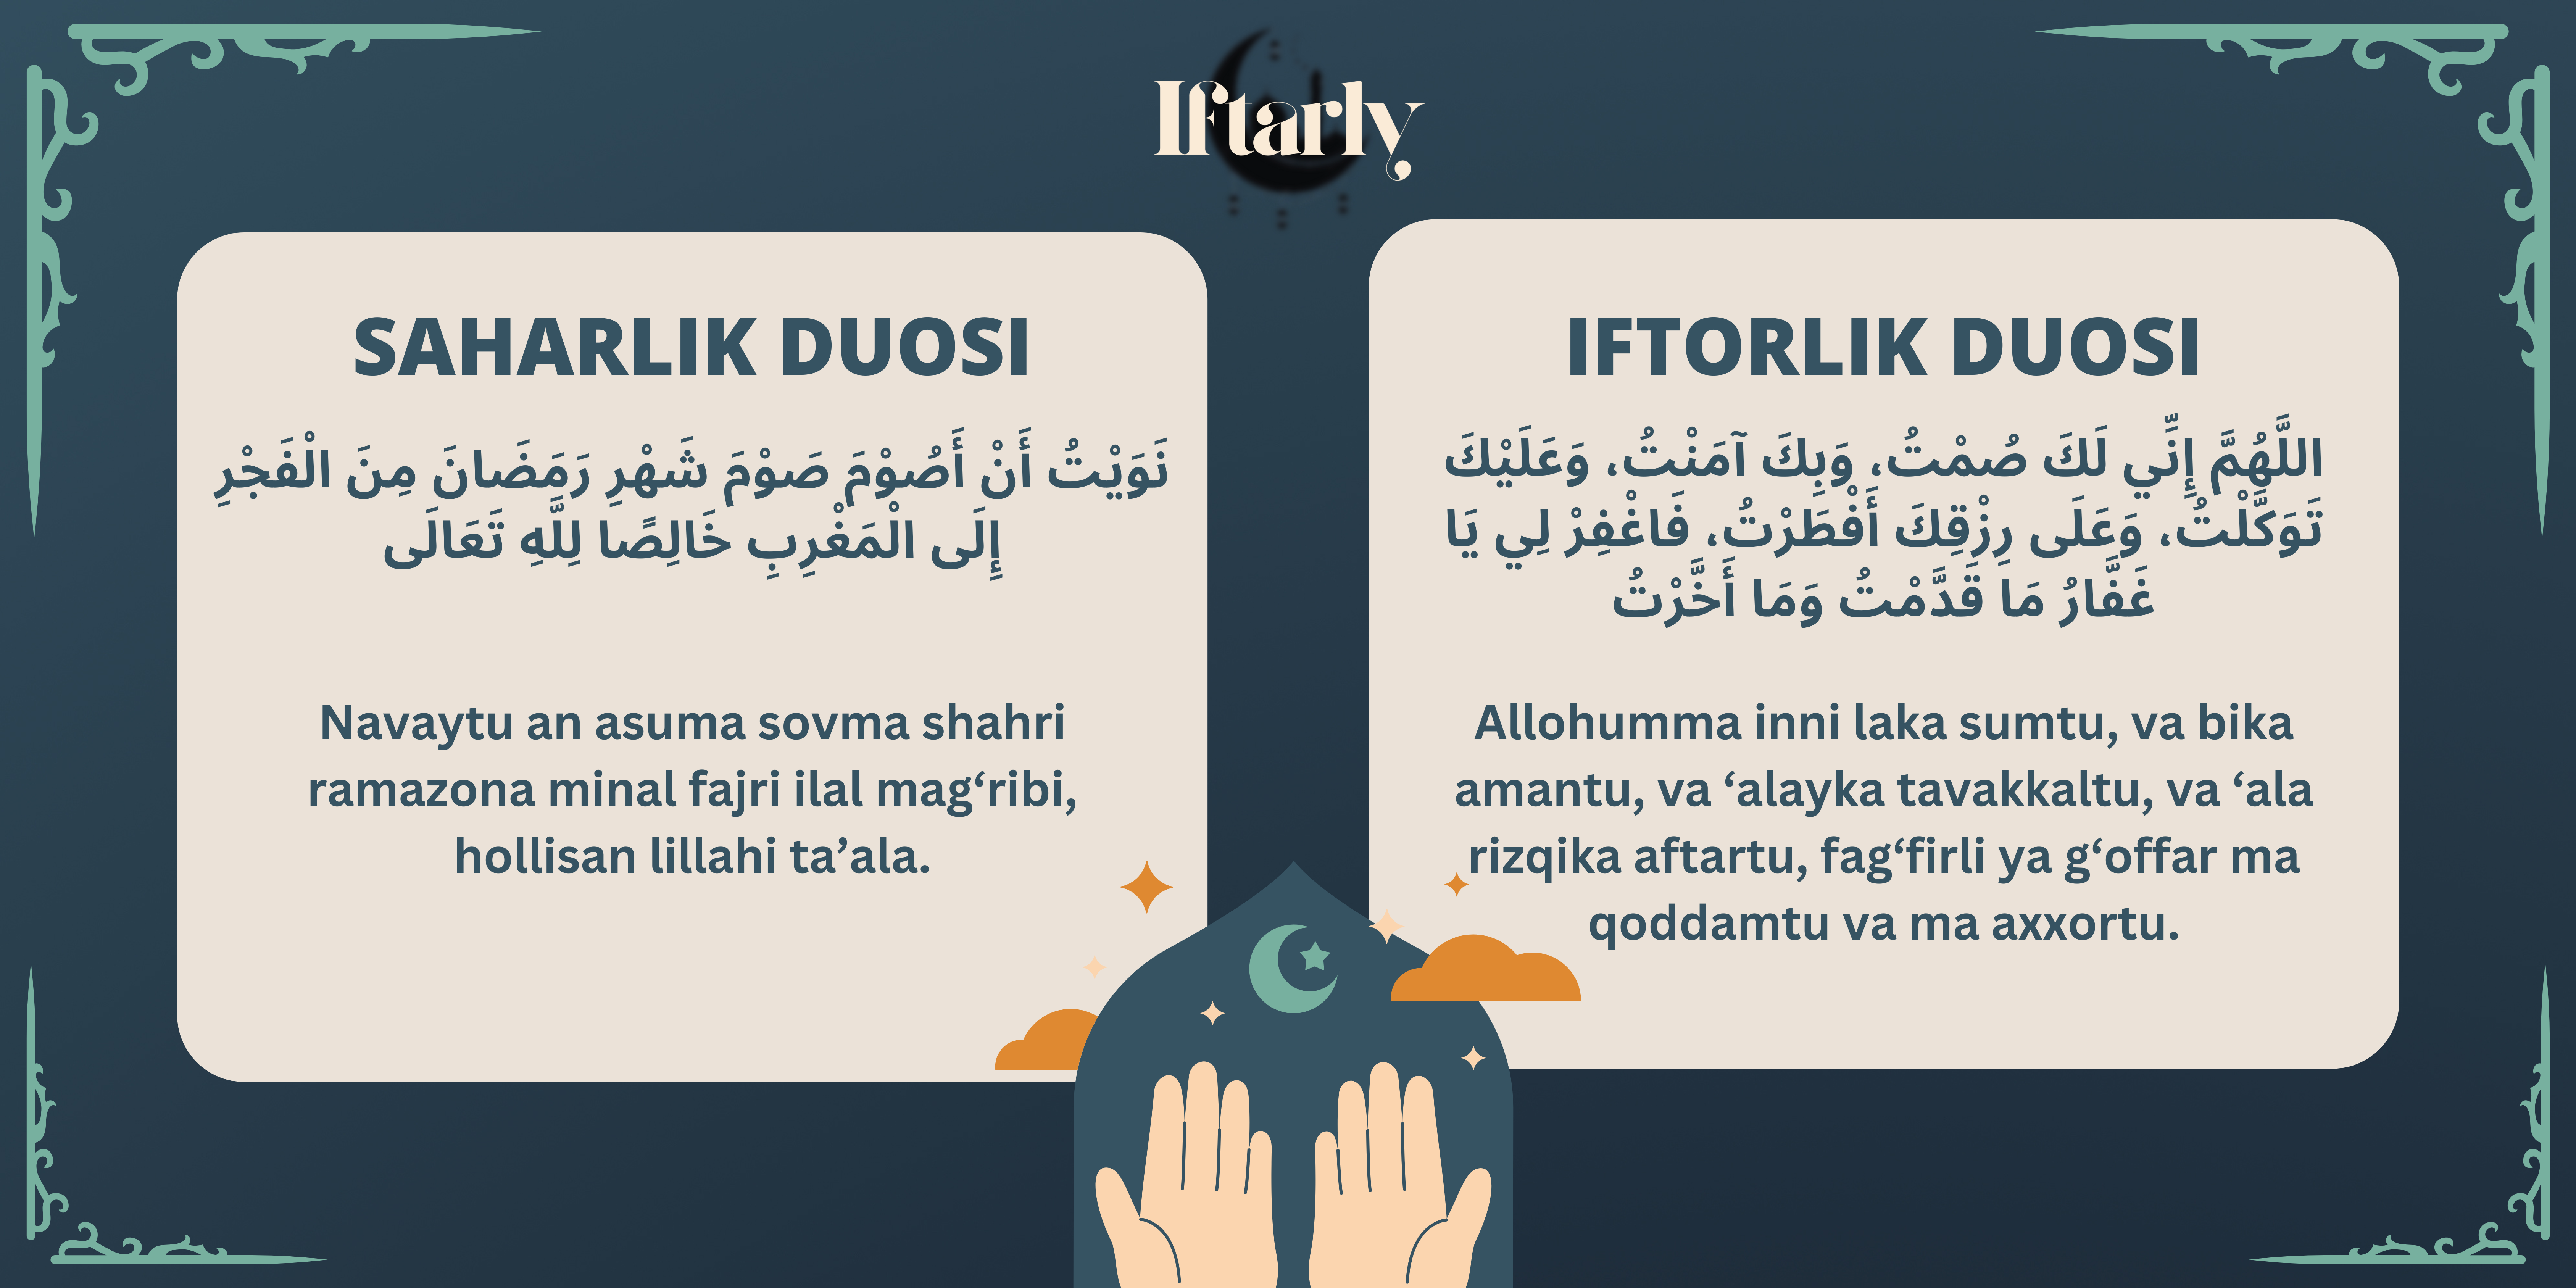 Iftarly
SAHARLIK DUOSI
نَوَيْتُ أَنْ أَصُوْمَ صَوْمَ شَهْرِ رَمَضَانَ مِنَ الْفَجْرِ
إِلَى الْمَغْرِبِ خَالِصًا لِلَّهِ تَعَالَى
Navaytu an asuma sovma shahri
ramazona minal fajri ilal mag‘ribi,
hollisan lillahi ta’ala.
IFTORLIK DUOSI
اللَّهُمَّ إِنِّي لَكَ صُمْتُ، وَبِكَ آمَنْتُ، وَعَلَيْكَ
تَوَكَّلْتُ، وَعَلَى رِزْقِكَ أَفْطَرْتُ، فَاغْفِرْ لِي يَا
غَفَّارُ مَا قَدَّمْتُ وَمَا أَخَّرْتُ
Allohumma inni laka sumtu, va bika
amantu, va ‘alayka tavakkaltu, va ‘ala
rizqika aftartu, fag‘firli ya g‘offar ma
qoddamtu va ma axxortu.